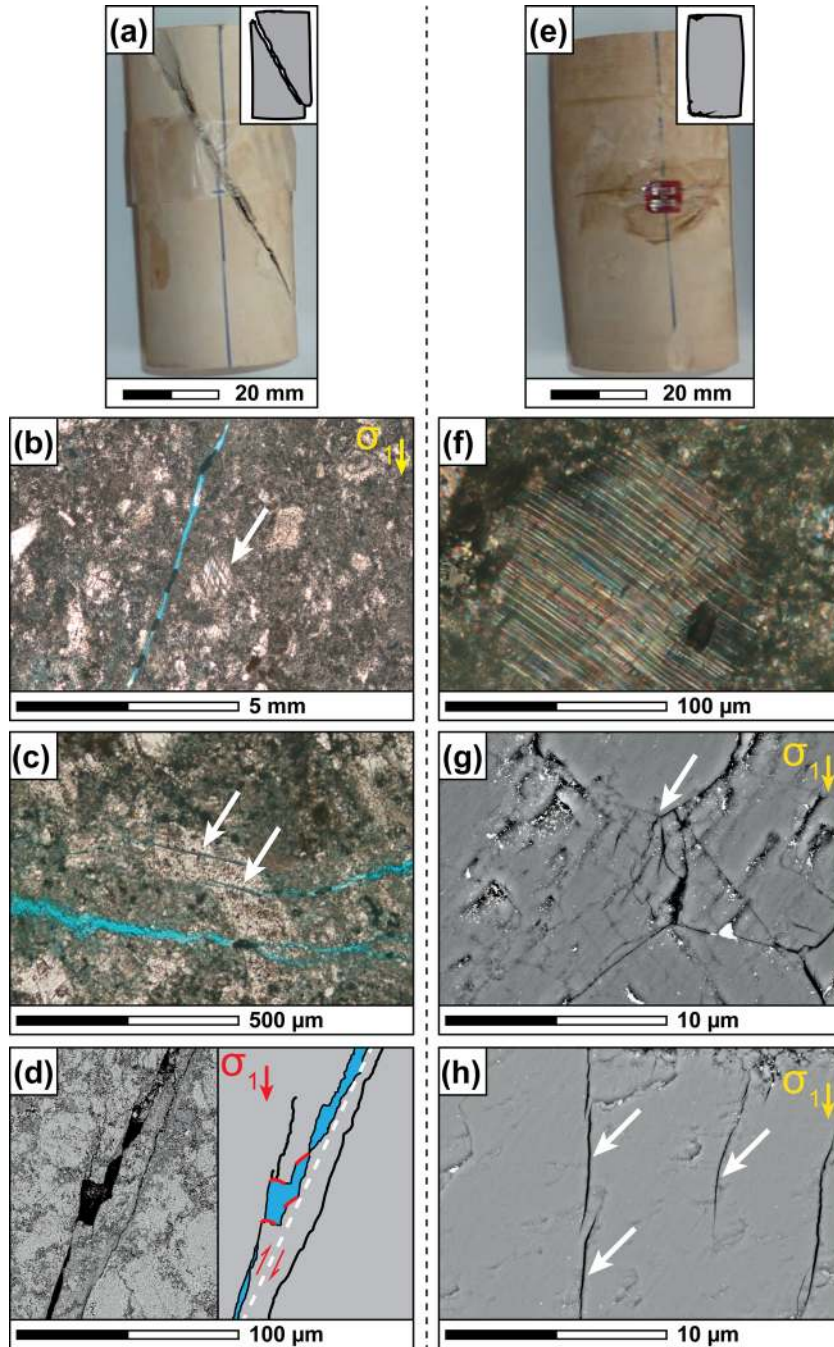 (a)
20 mm
(b)
σ1↓
5 mm
(c)
500 µm
(d)
σ1↓
100 µm
(e)
20 mm
(f)
100 µm
(g)
σ1↓
10 µm
(h)
σ1↓
10 µm